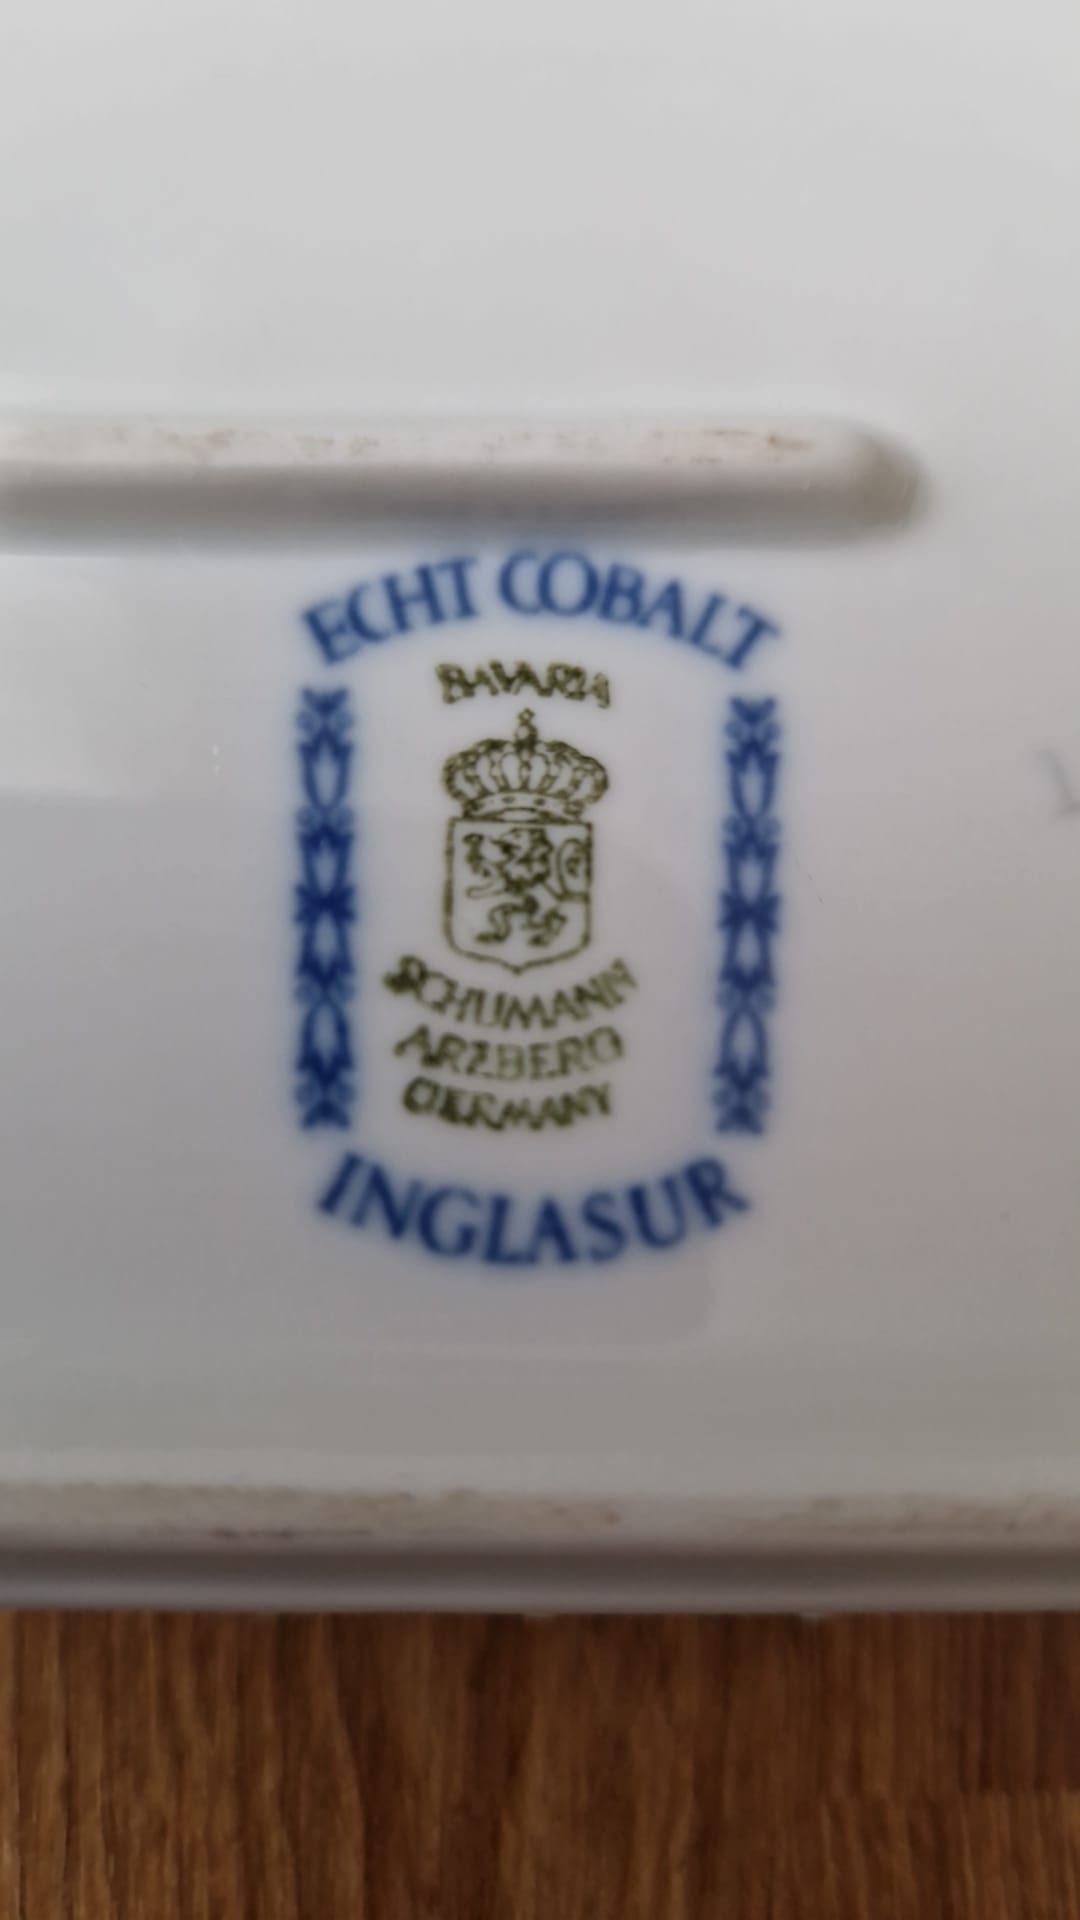 ECHT COBALT
BAVARIA
SCHUMANN
ARZBERG
GERMANY
INGLASUR